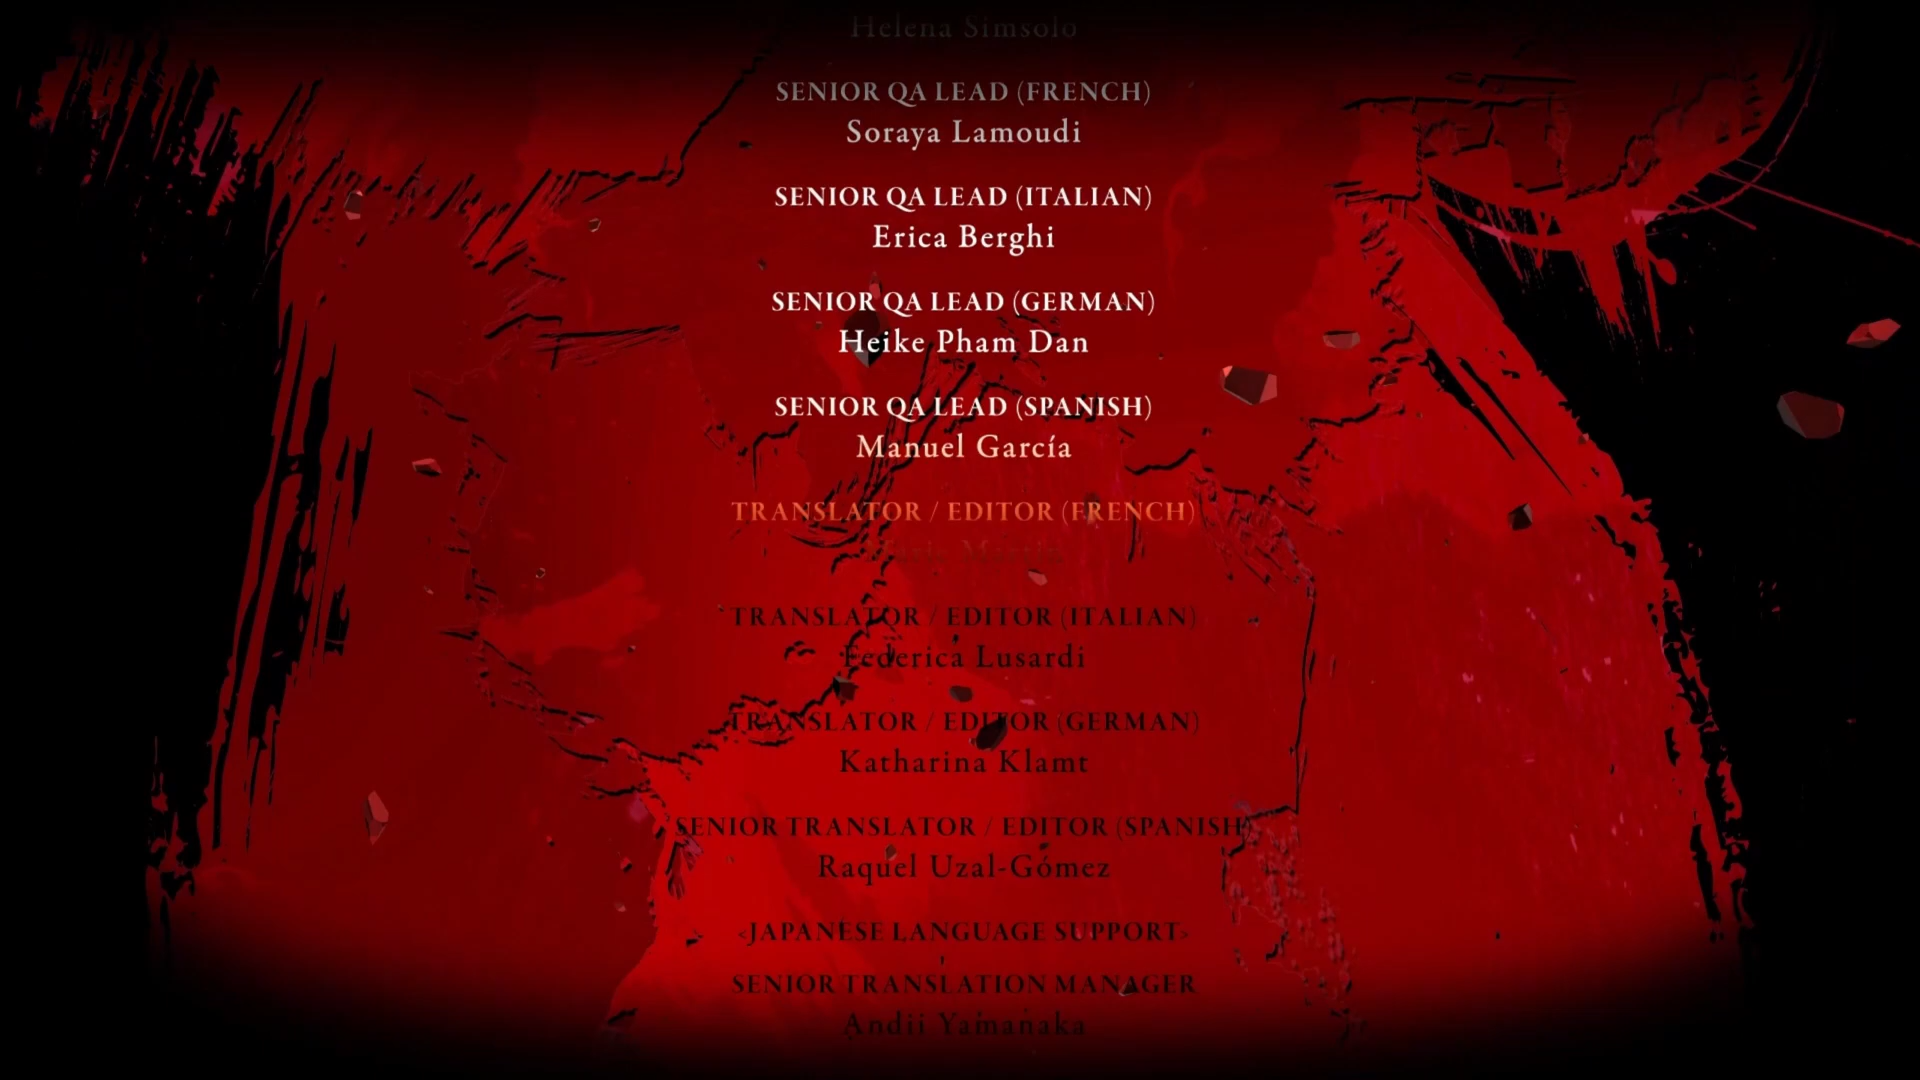 Helena Simsolo
SENIOR QA LEAD (FRENCH)
Soraya Lamoudi
SENIOR QA LEAD (ITALIAN)
Erica Berghi
SENIOR QA LEAD (GERMAN)
Heike Pham Dan
SENIOR QA LEAD (SPANISH)
Manuel García
TRANSLATOR / EDITOR (FRENCH)
Martin
TRANSLATOR / EDITOR (ITALIAN)
Federica Lusardi
TRANSLATOR / EDITOR (GERMAN)
Katharina Klamt
SENIOR TRANSLATOR / EDITOR (SPANISH)
Raquel Uzal-Gómez
<JAPANESE LANGUAGE SUPPORT>
SENIOR TRANSLATION MANAGER
Andii Yamanaka